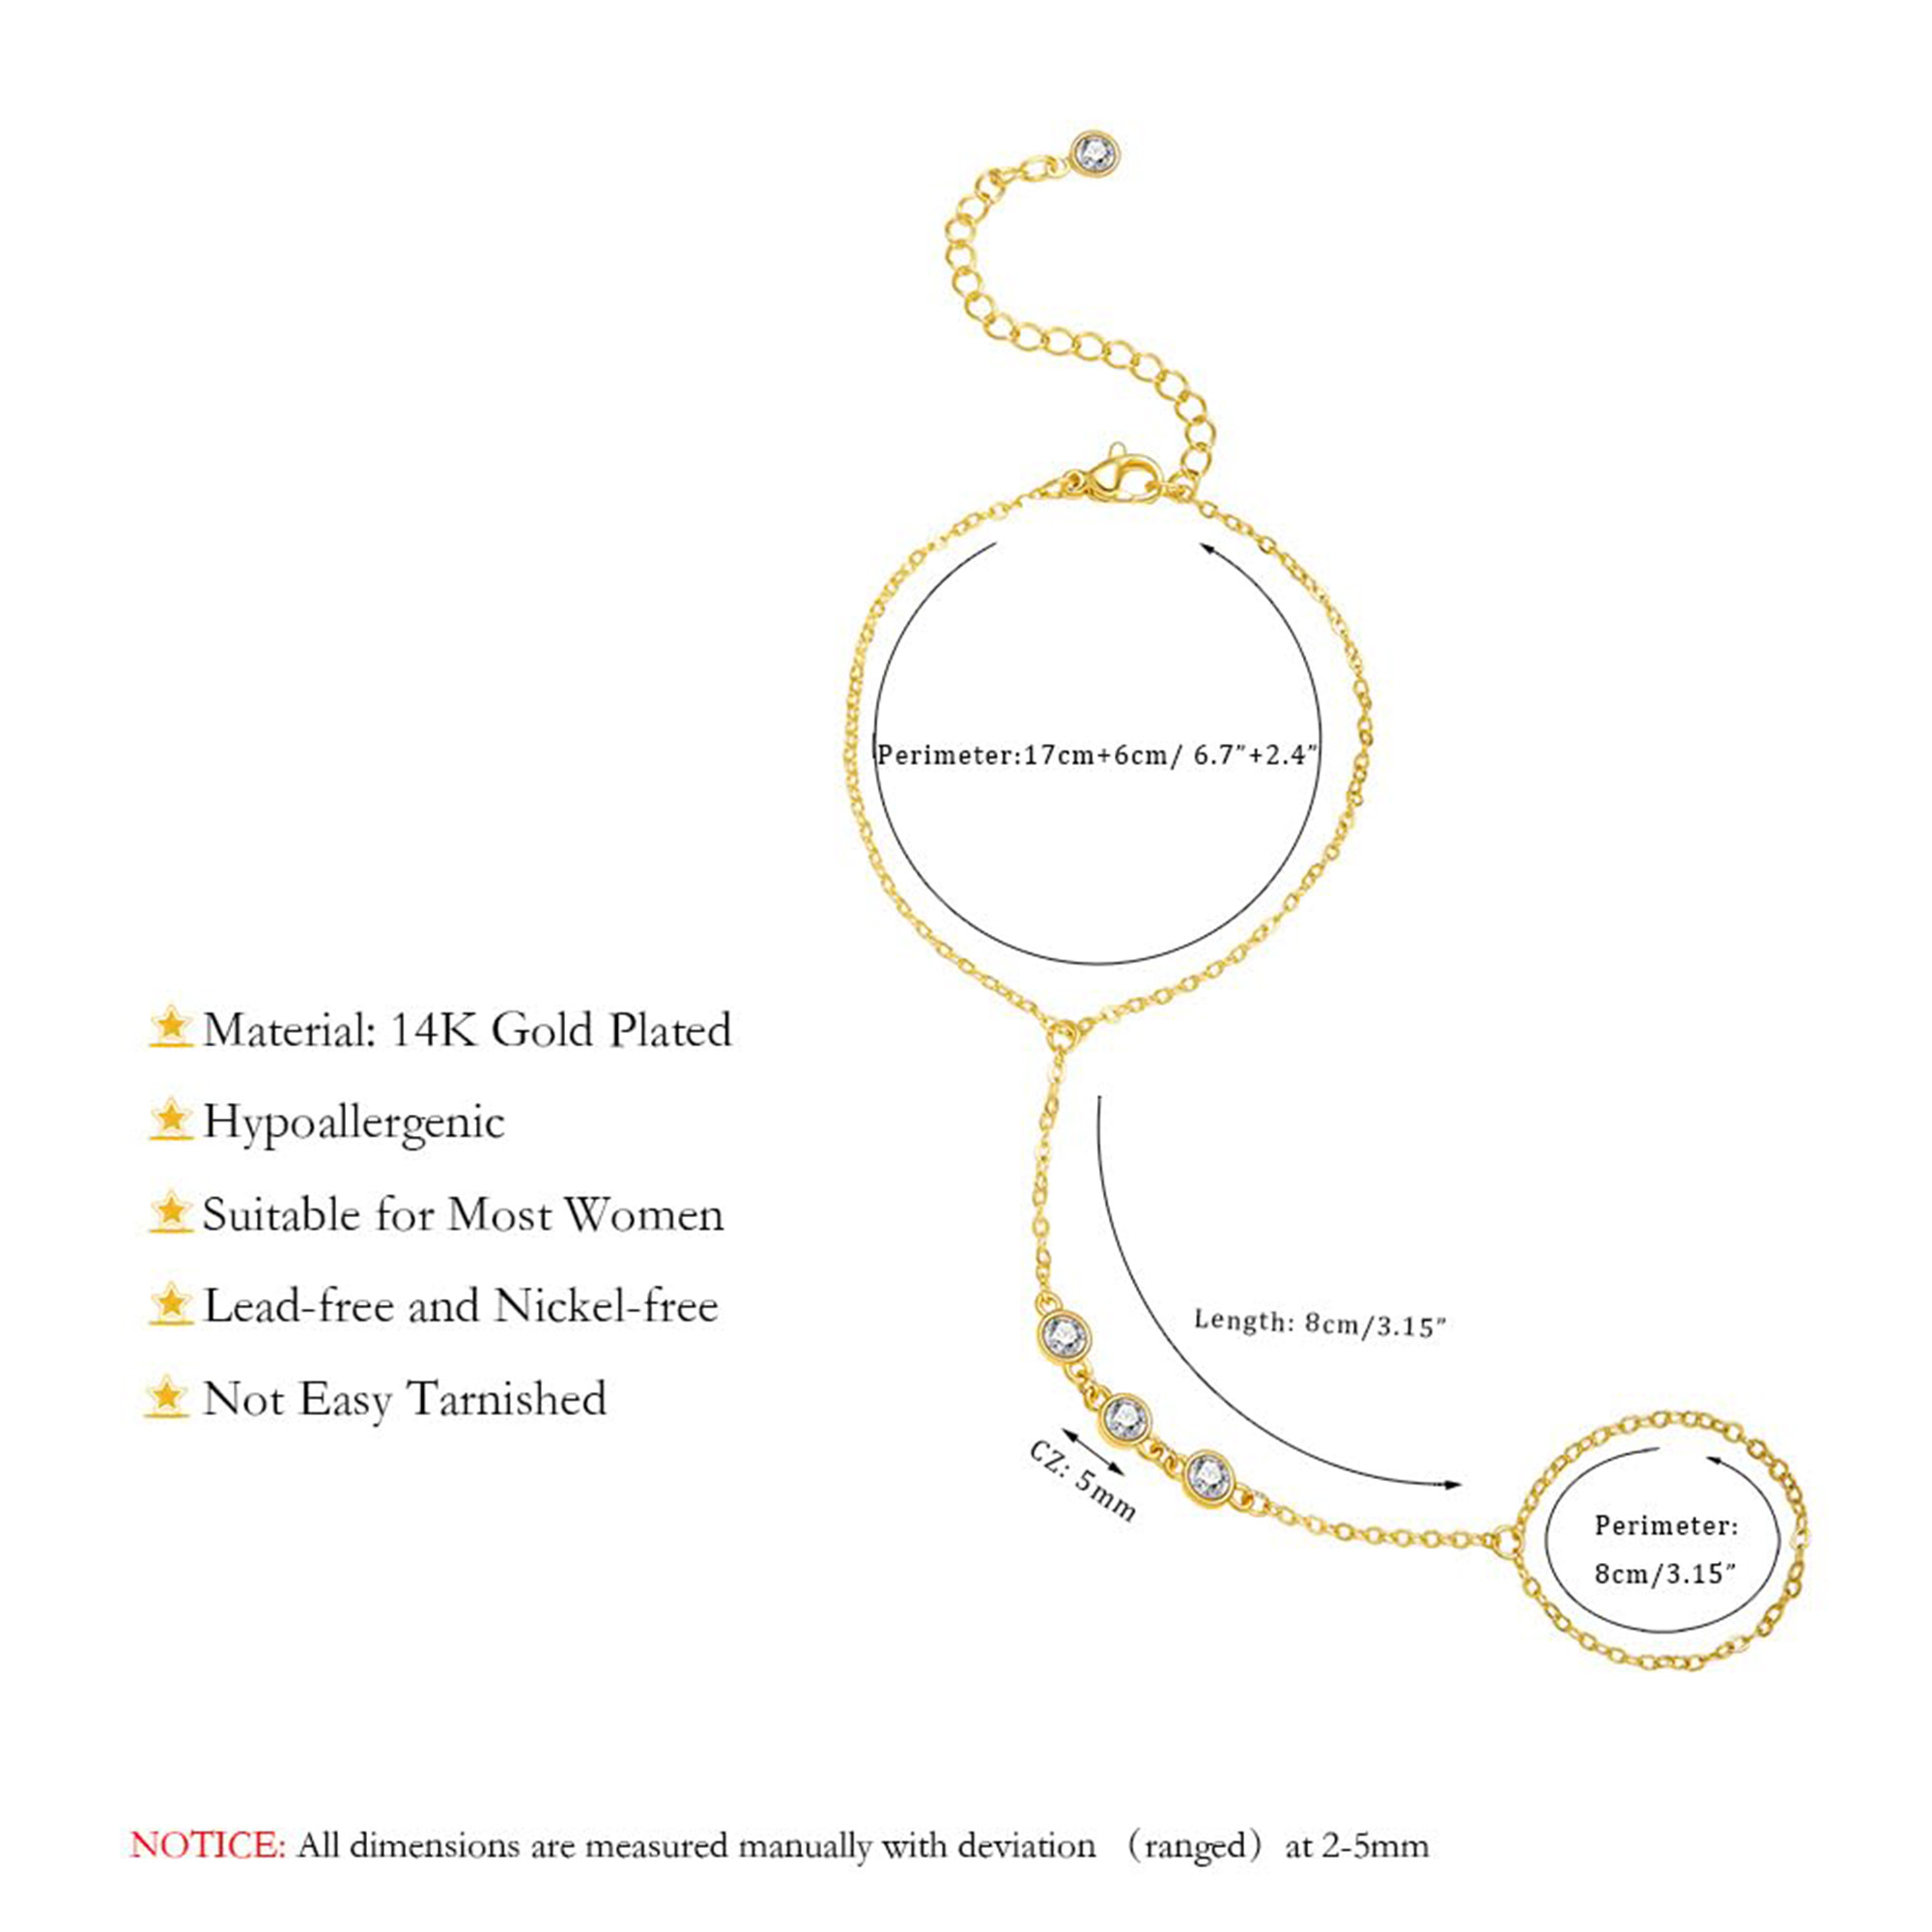 Perimeter:17cm+6cm/ 6.7”+2.4”
Material: 14K Gold Plated
Hypoallergenic
Suitable for Most Women
Lead-free and Nickel-free
Not Easy Tarnished
Length: 8cm/3.15”
CZ: 5mm
Perimeter:
8cm/3.15”
NOTICE: All dimensions are measured manually with deviation （ranged）at 2-5mm